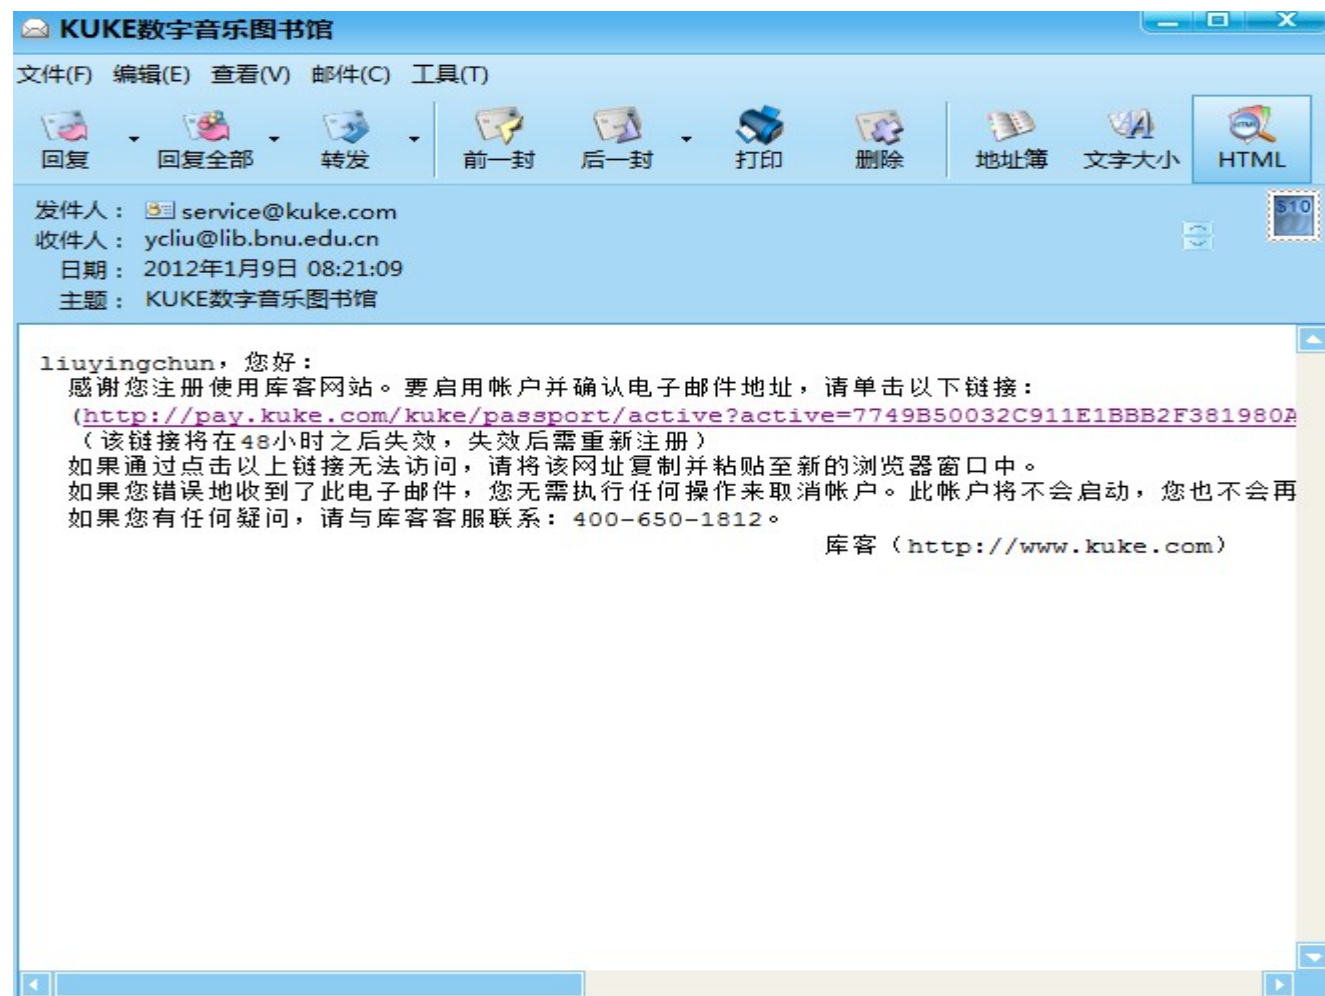 KUKE数字音乐图书馆
文件(F) 编辑(E) 查看(V) 邮件(C) 工具(T)
回复 回复全部 转发 前一封 后一封 打印 删除 地址簿 文字大小 HTML
发件人： service@kuke.com
$10
收件人： ycliu@lib.bnu.edu.cn
日期： 2012年1月9日 08:21:09
主题： KUKE数字音乐图书馆
liuyingchun，您好：
感谢您注册使用库客网站。要启用帐户并确认电子邮件地址，请单击以下链接：
(http://pay.kuke.com/kuke/passport/active?active=7749B50032C911E1BBB2F381980A
（该链接将在48小时之后失效，失效后需重新注册）
如果通过点击以上链接无法访问，请将该网址复制并粘贴至新的浏览器窗口中。
如果您错误地收到了此电子邮件，您无需执行任何操作来取消帐户。此帐户将不会启动，您也不会再
如果您有任何疑问，请与库客客服联系：400-650-1812。
库客（http://www.kuke.com）